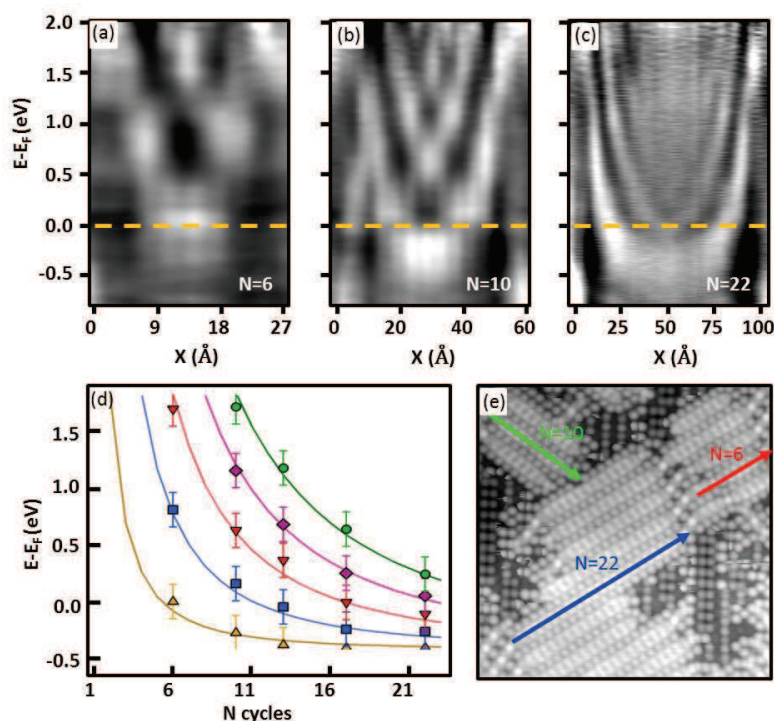 (a)
2.0
1.5
1.0
0.5
0.0
-0.5
E-EF (eV)
N=6
0 9 18 27
X (Å)
(b)
N=10
0 20 40 60
X (Å)
(c)
N=22
0 25 50 75 100
X (Å)
(d)
1.5
1.0
0.5
0.0
-0.5
E-EF (eV)
1 6 11 16 21
N cycles
(e)
N=10
N=6
N=22